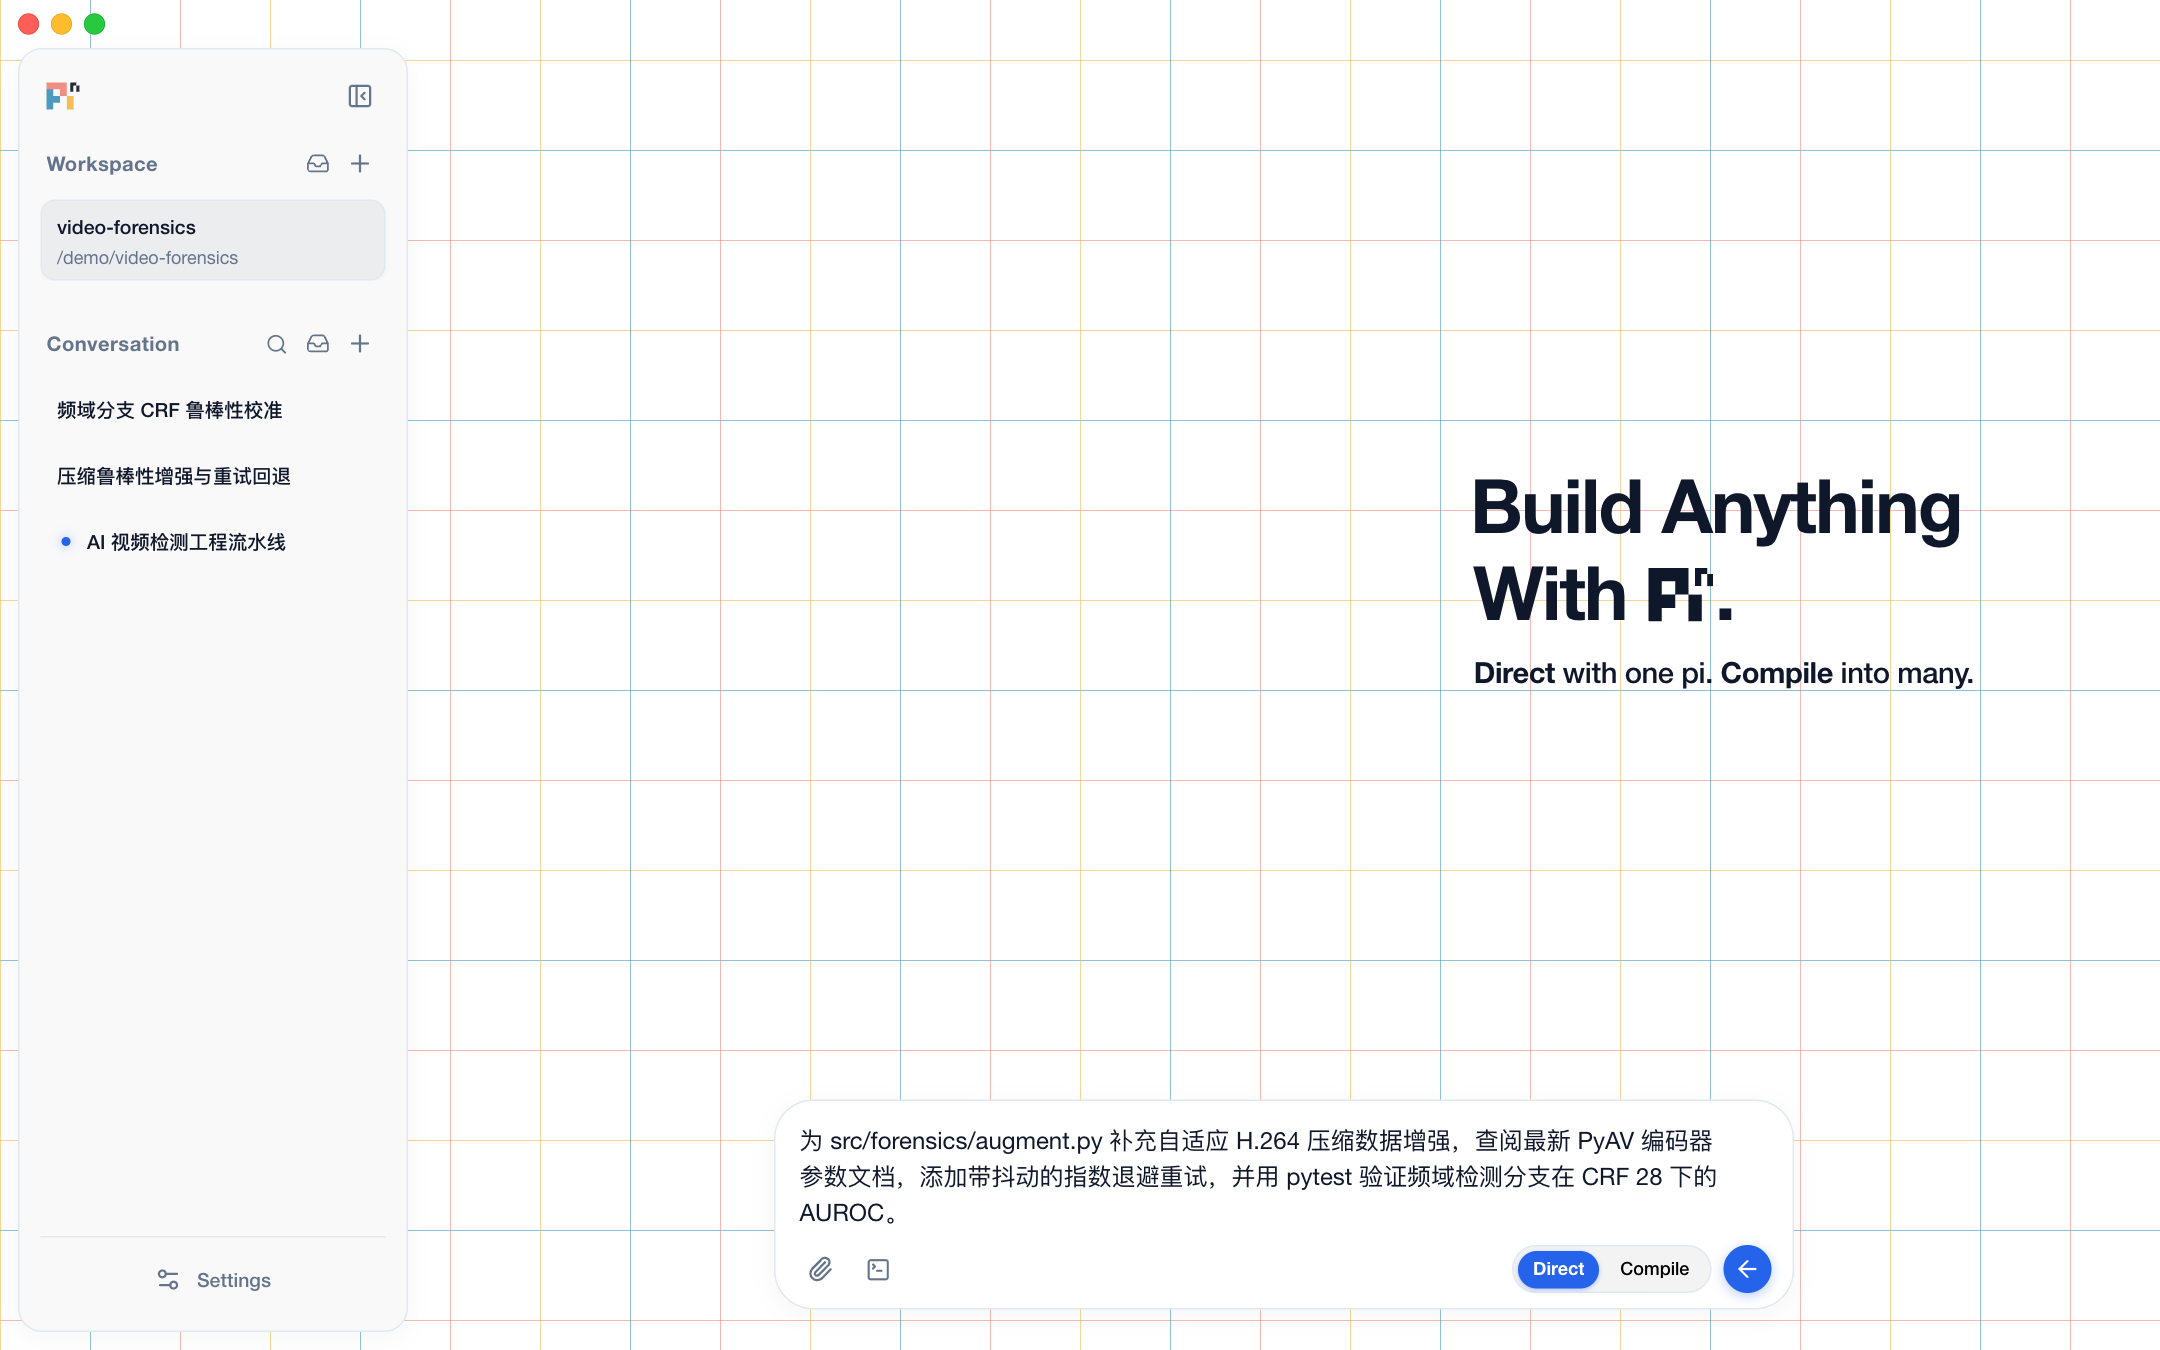 Workspace
video-forensics
/demo/video-forensics
Conversation
频域分支 CRF 鲁棒性校准
压缩鲁棒性增强与重试回退
AI 视频检测工程流水线
Settings
Build Anything
With Pi.
Direct with one pi. Compile into many.
为 src/forensics/augment.py 补充自适应 H.264 压缩数据增强，查阅最新 PyAV 编码器
参数文档，添加带抖动的指数退避重试，并用 pytest 验证频域检测分支在 CRF 28 下的
AUROC。
Direct
Compile